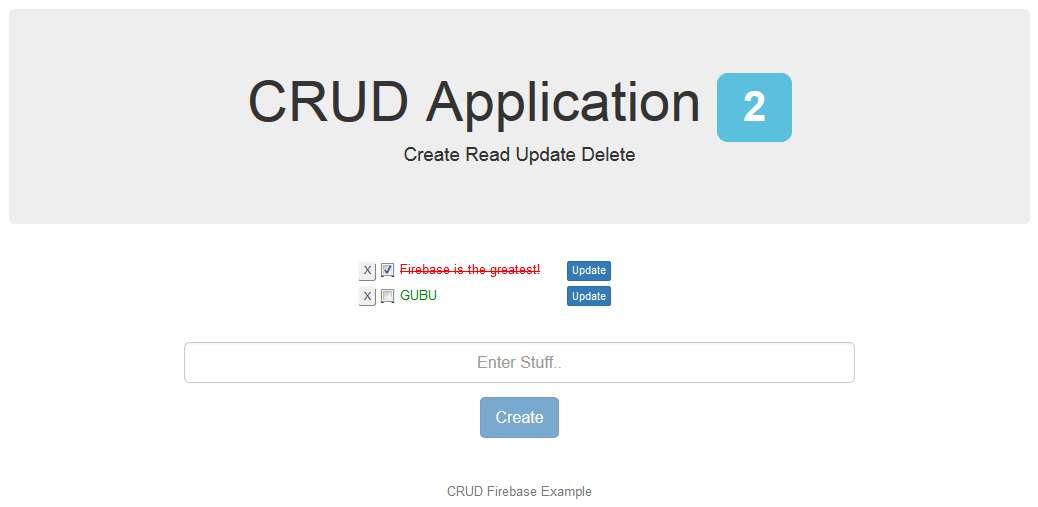 CRUD Application 2
Create Read Update Delete
X Firebase is the greatest! Update
X GUBU Update
Enter Stuff..
Create
CRUD Firebase Example